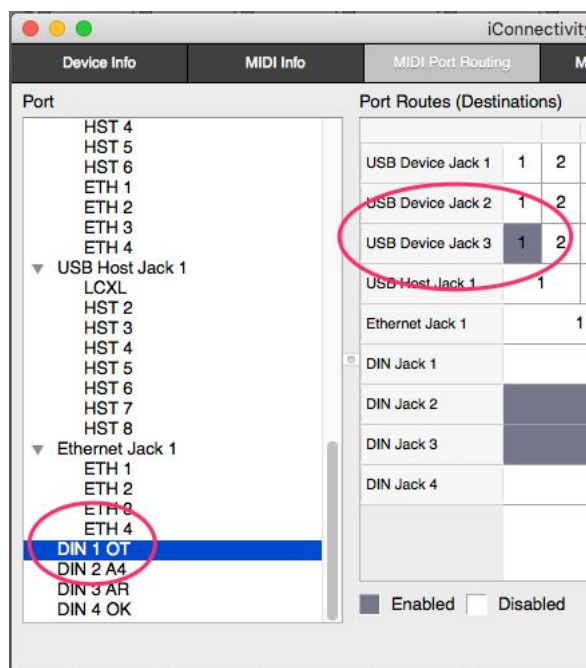 iConnectivity
Device Info
MIDI Info
MIDI Port Routing
M
Port
HST 4
HST 5
HST 6
ETH 1
ETH 2
ETH 3
ETH 4
USB Host Jack 1
LCXL
HST 2
HST 3
HST 4
HST 5
HST 6
HST 7
HST 8
Ethernet Jack 1
ETH 1
ETH 2
ETH 3
ETH 4
DIN 1 OT
DIN 2 A4
DIN 3 AR
DIN 4 OK
Port Routes (Destinations)
USB Device Jack 1 1 2
USB Device Jack 2 1 2
USB Device Jack 3 1 2
USB Host Jack 1 1
Ethernet Jack 1 1
DIN Jack 1
DIN Jack 2
DIN Jack 3
DIN Jack 4
Enabled Disabled